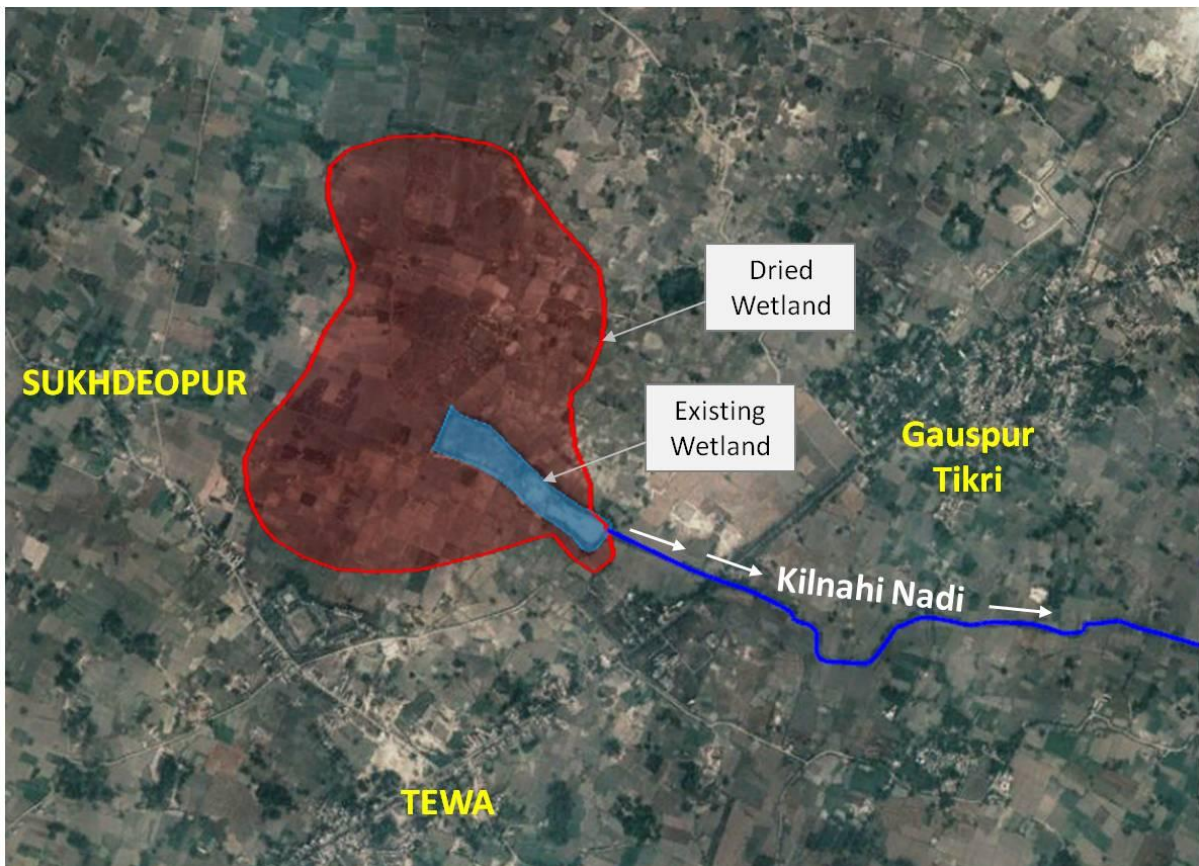 Dried
Wetland
SUKHDEOPUR
Existing
Wetland
Gauspur
Tikri
Kilnahi Nadi
TEWA